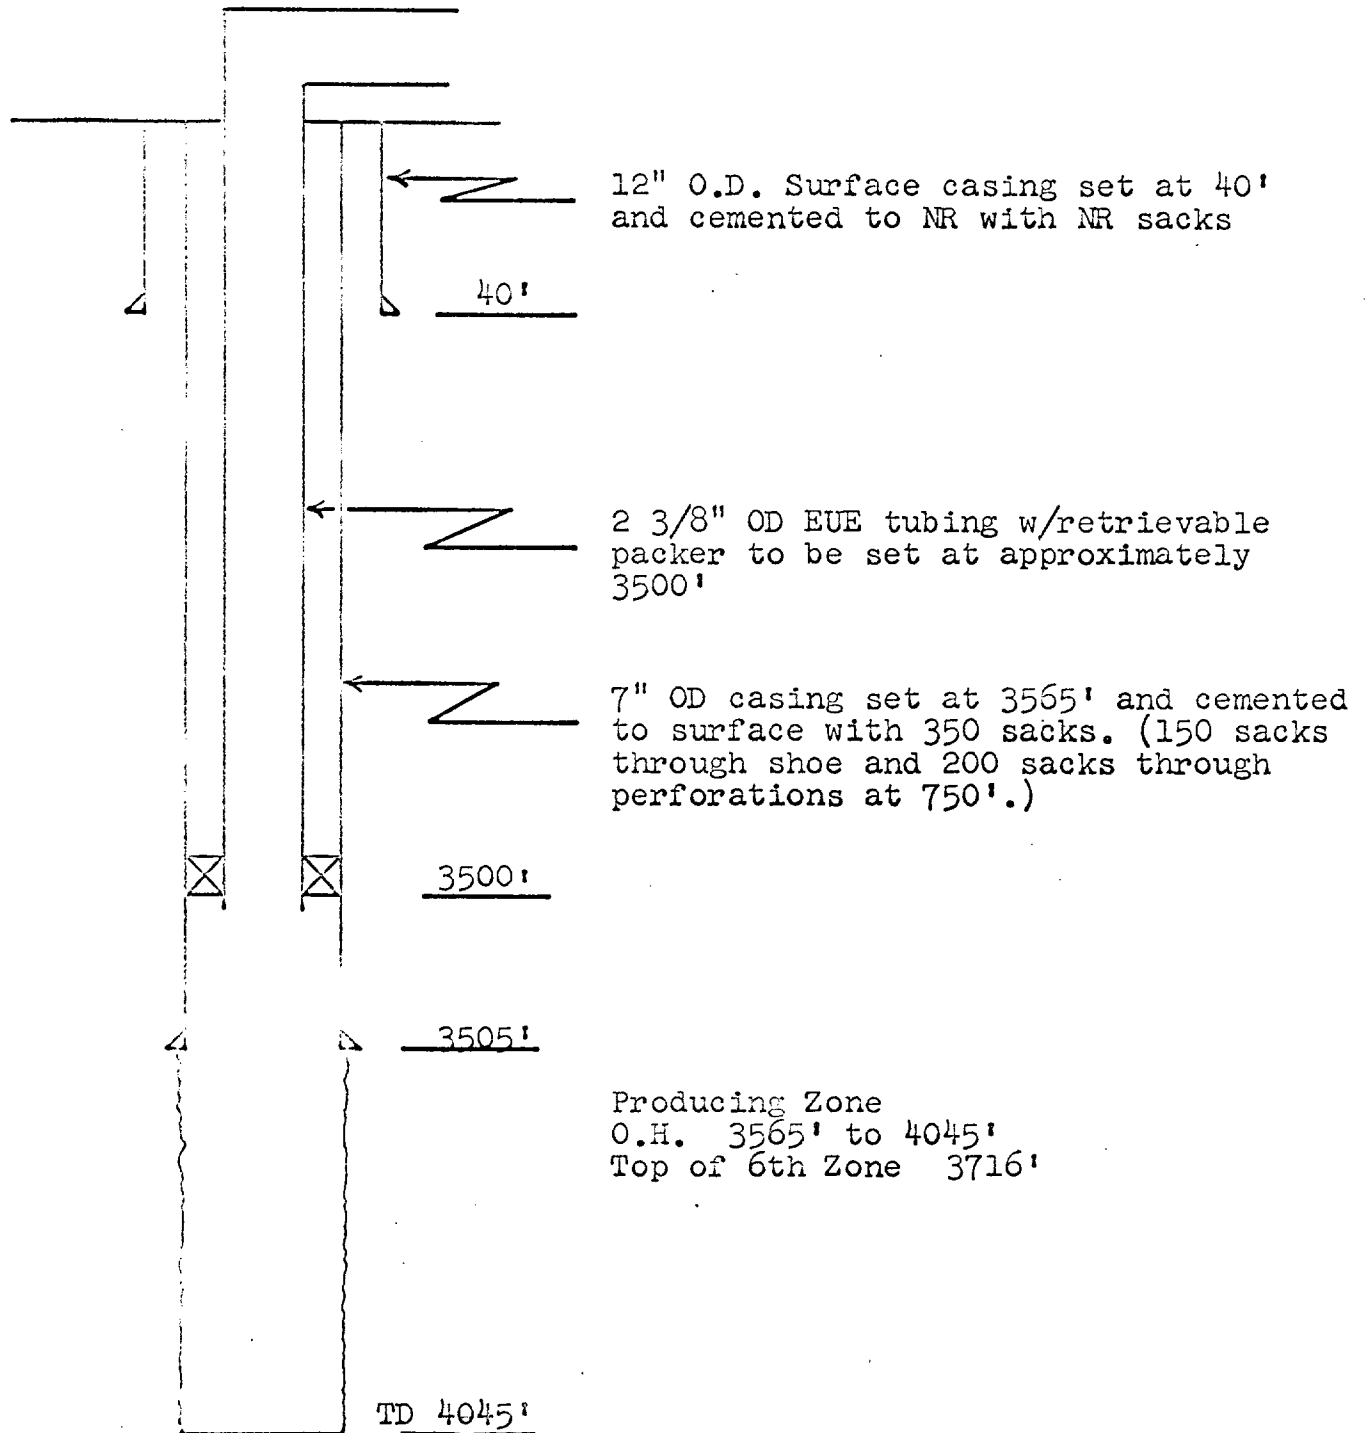 12" O.D. Surface casing set at 40'
and cemented to NR with NR sacks
40'
2 3/8" OD EUE tubing w/retrievable
packer to be set at approximately
3500'
7" OD casing set at 3565' and cemented
to surface with 350 sacks. (150 sacks
through shoe and 200 sacks through
perforations at 750'.)
3500'
3505'
Producing Zone
O.H. 3565' to 4045'
Top of 6th Zone 3716'
TD 4045'